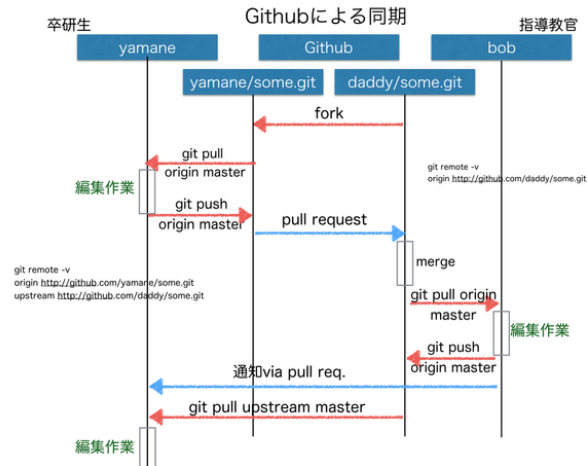 Githubによる同期
卒研生
指導教官
yamane
Github
bob
yamane/some.git
daddy/some.git
fork
git pull
origin master
git remote -v
origin http://github.com/daddy/some.git
編集作業
git push
origin master
pull request
merge
git remote -v
origin http://github.com/yamane/some.git
upstream http://github.com/daddy/some.git
git pull origin
master
編集作業
git push
origin master
通知via pull req.
git pull upstream master
編集作業